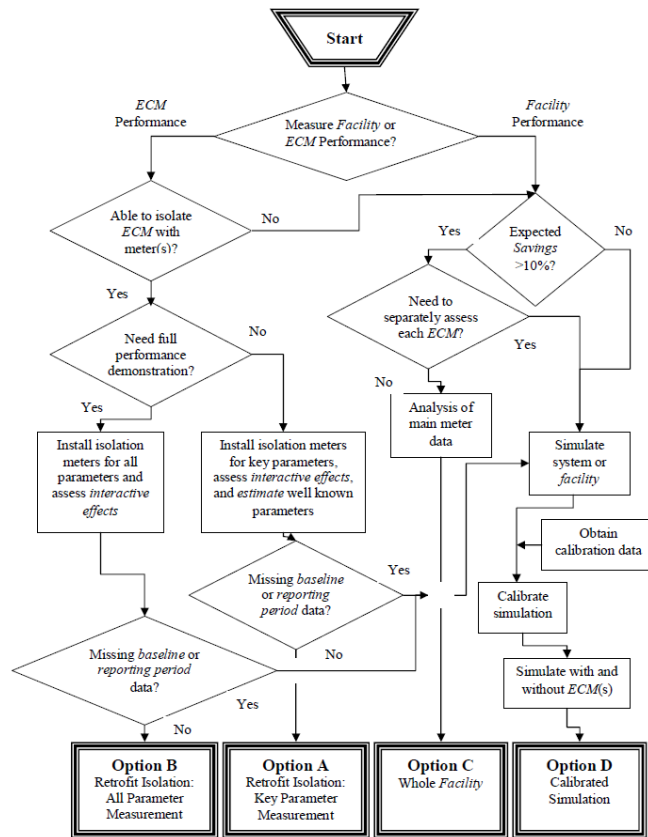 Start
ECM
Performance
Facility
Performance
Measure Facility or
ECM Performance?
Able to isolate
ECM with
meter(s)?
No
Yes
Expected
Savings
>10%?
No
Yes
Need to
separately assess
each ECM?
Yes
Need full
performance
demonstration?
No
No
Yes
Analysis of
main meter
data
Install isolation
meters for all
parameters and
assess interactive
effects
Install isolation meters
for key parameters,
assess interactive effects,
and estimate well known
parameters
Simulate
system or
facility
Obtain
calibration data
Missing baseline
or reporting
period data?
Yes
Calibrate
simulation
No
Missing baseline or
reporting period
data?
Simulate with and
without ECM(s)
Yes
No
Option B
Retrofit Isolation:
All Parameter
Measurement
Option A
Retrofit Isolation:
Key Parameter
Measurement
Option C
Whole Facility
Option D
Calibrated
Simulation